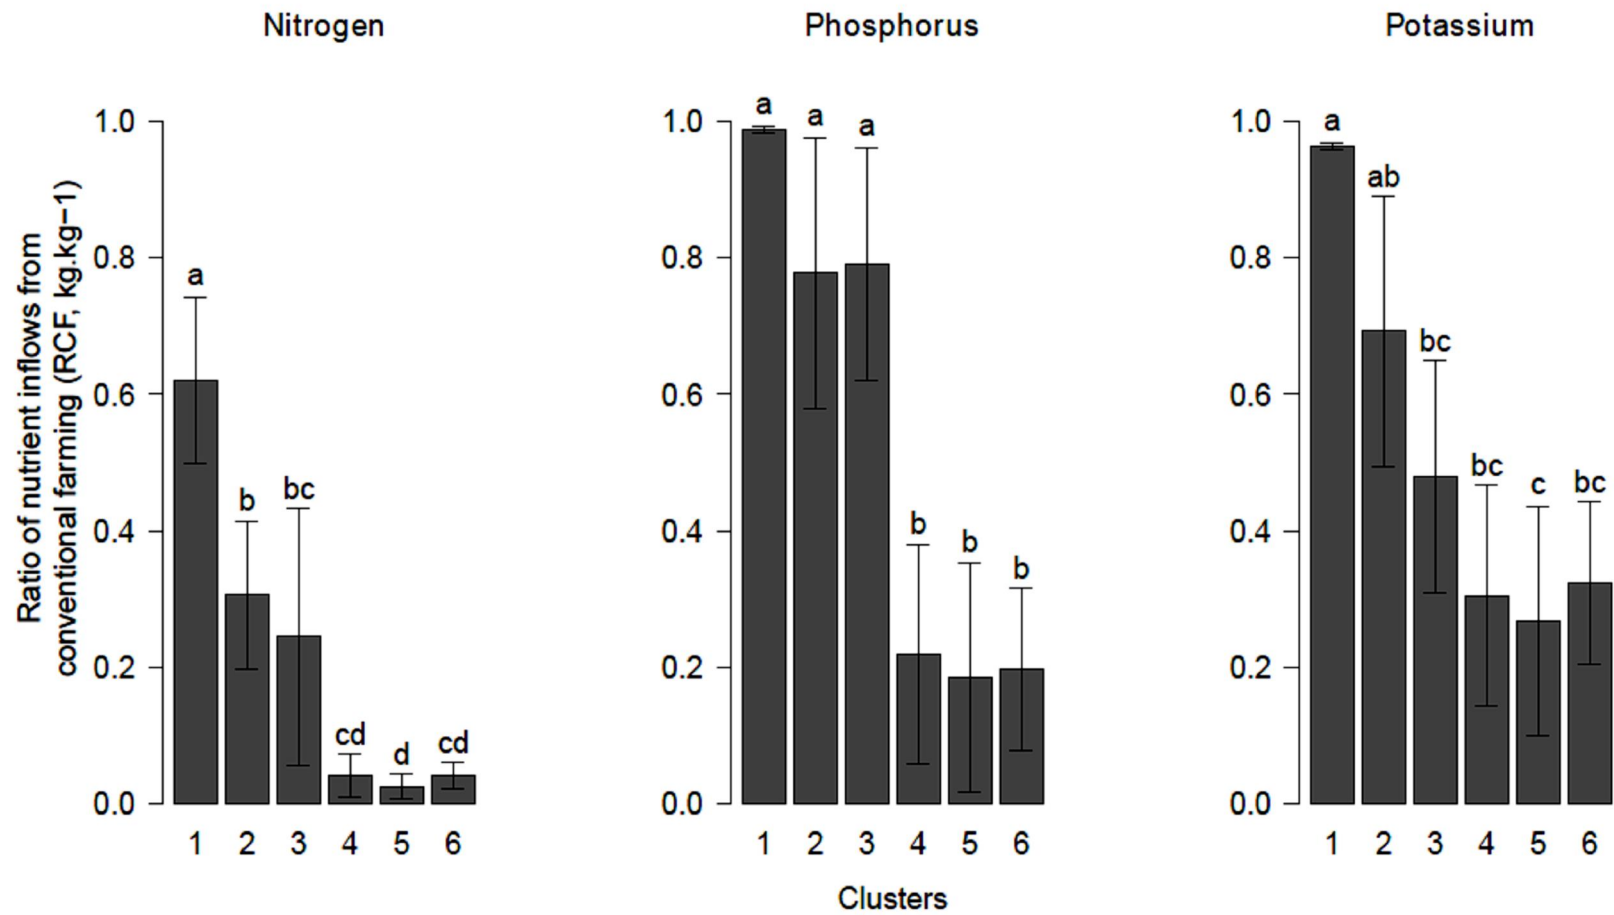 Nitrogen
Phosphorus
Potassium
Ratio of nutrient inflows from
conventional farming (RCF, kg.kg−1)
1.0
0.8
0.6
0.4
0.2
0.0
a
b
bc
cd
d
cd
1 2 3 4 5 6
1.0
0.8
0.6
0.4
0.2
0.0
a
a
a
b
b
b
1 2 3 4 5 6
1.0
0.8
0.6
0.4
0.2
0.0
a
ab
bc
bc
c
bc
1 2 3 4 5 6
Clusters